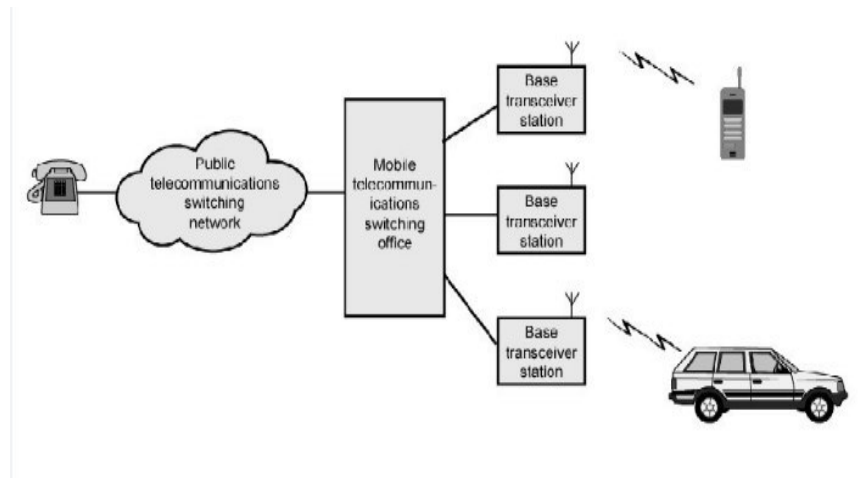 Public
telecommunications
switching
network
Mobile
telecommun-
ications
switching
office
Base
transceiver
station
Base
transceiver
station
Base
transceiver
station